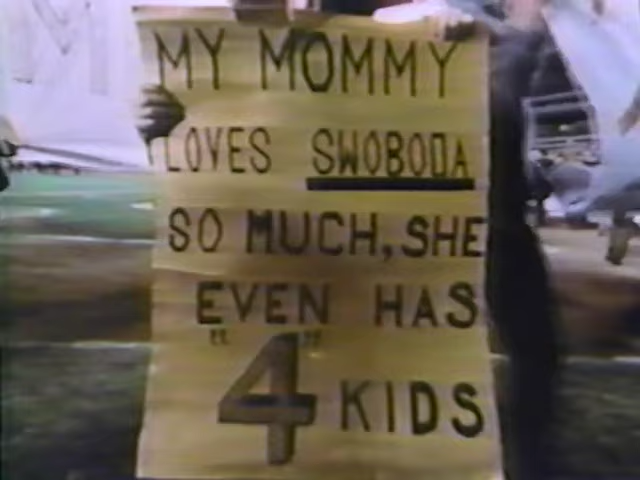 MY MOMMY
LOVES SWOBODA
SO MUCH, SHE
EVEN HAS
"4" KIDS